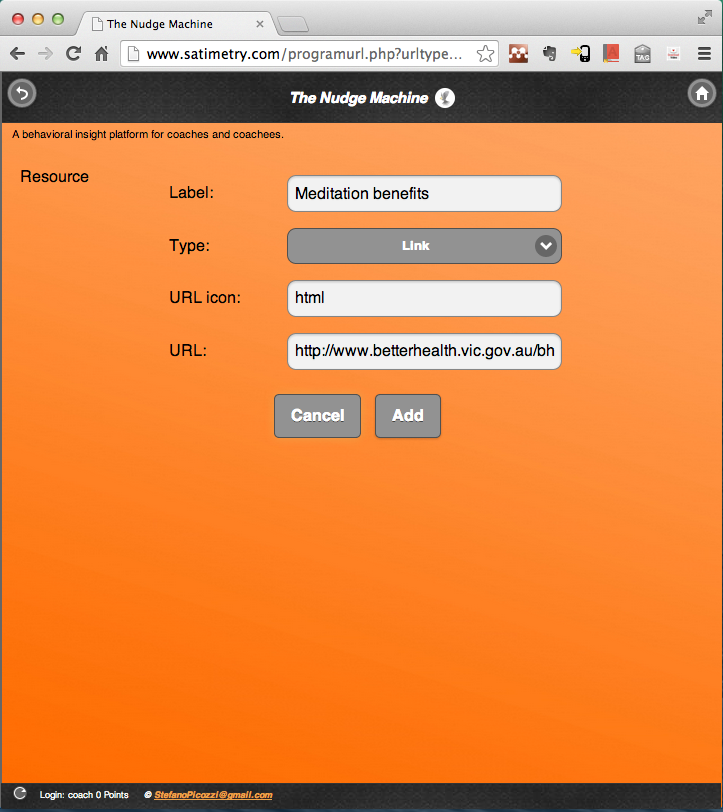 The Nudge Machine
www.satimetry.com/programurl.php?urltype...
TAG
The Nudge Machine
A behavioral insight platform for coaches and coachees.
Resource
Label:
Meditation benefits
Type:
Link
URL icon:
html
URL:
http://www.betterhealth.vic.gov.au/bh
Cancel
Add
Login: coach 0 Points
© StefanoPicozzi@gmail.com